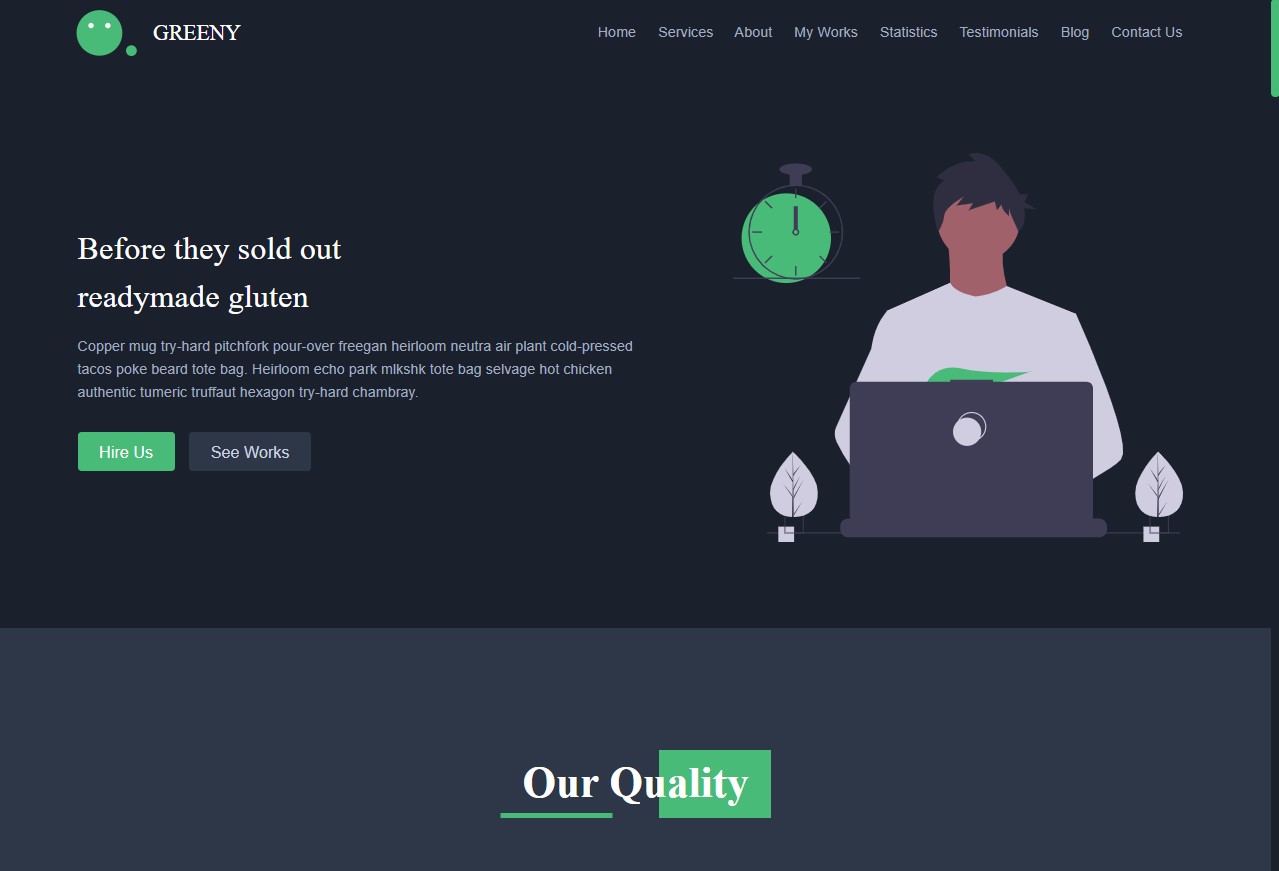 GREENY
Home Services About My Works Statistics Testimonials Blog Contact Us
Before they sold out
readymade gluten
Copper mug try-hard pitchfork pour-over freegan heirloom neutra air plant cold-pressed
tacos poke beard tote bag. Heirloom echo park mlkshk tote bag selvage hot chicken
authentic tumeric truffaut hexagon try-hard chambray.
Hire Us See Works
Our Quality